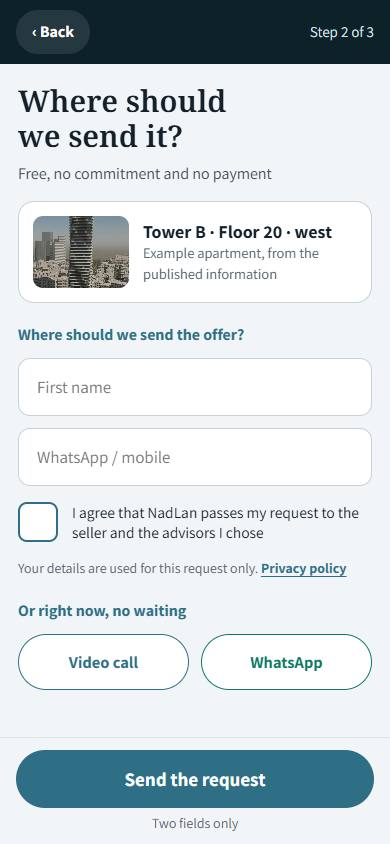 ‹ Back
Step 2 of 3
Where should
we send it?
Free, no commitment and no payment
Tower B · Floor 20 · west
Example apartment, from the
published information
Where should we send the offer?
First name
WhatsApp / mobile
I agree that NadLan passes my request to the
seller and the advisors I chose
Your details are used for this request only. Privacy policy
Or right now, no waiting
Video call
WhatsApp
Send the request
Two fields only